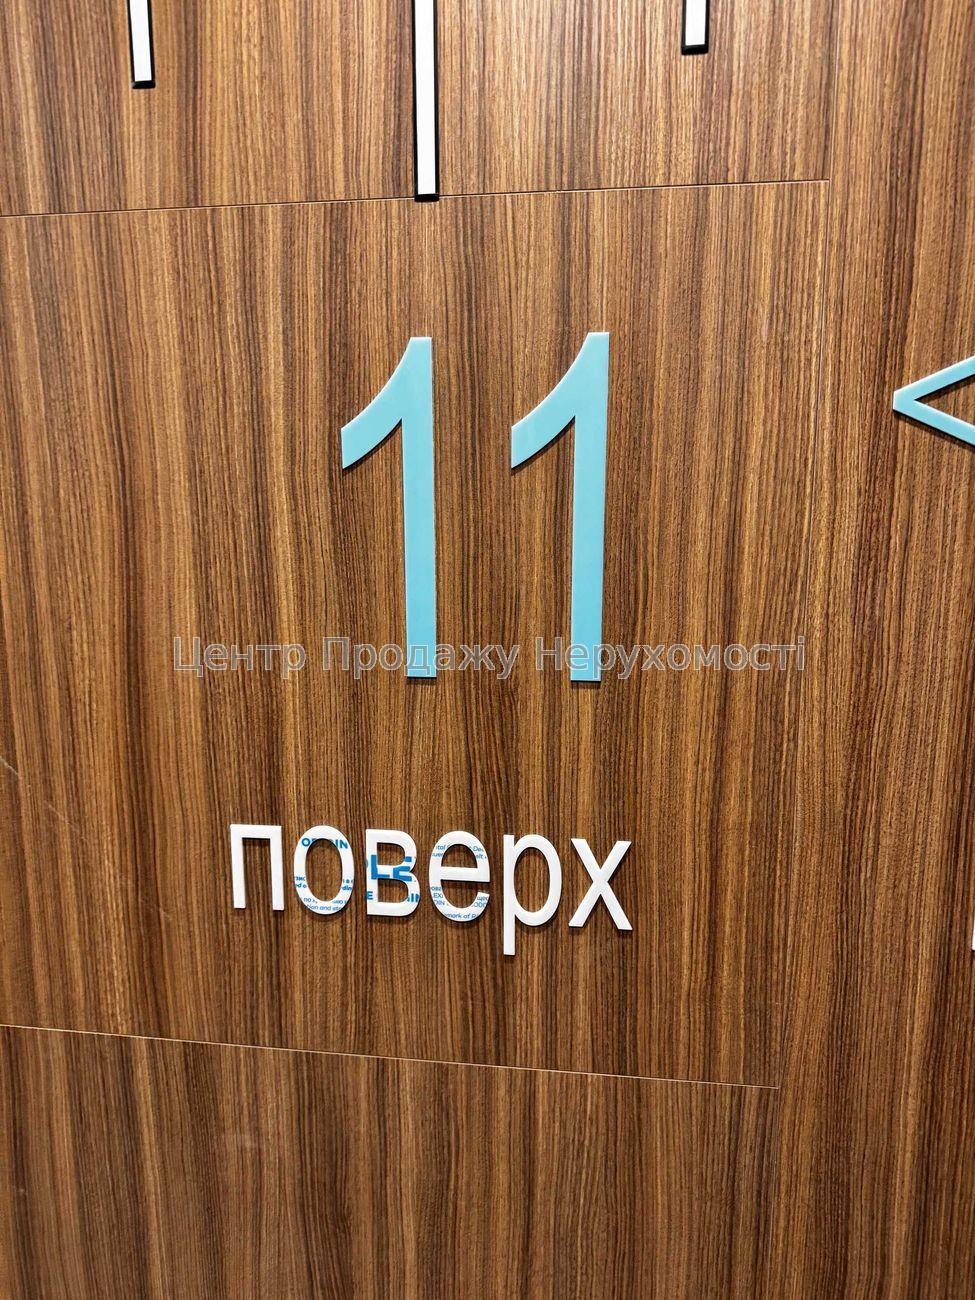 11
Центр Продажу Нерухомості
поверх